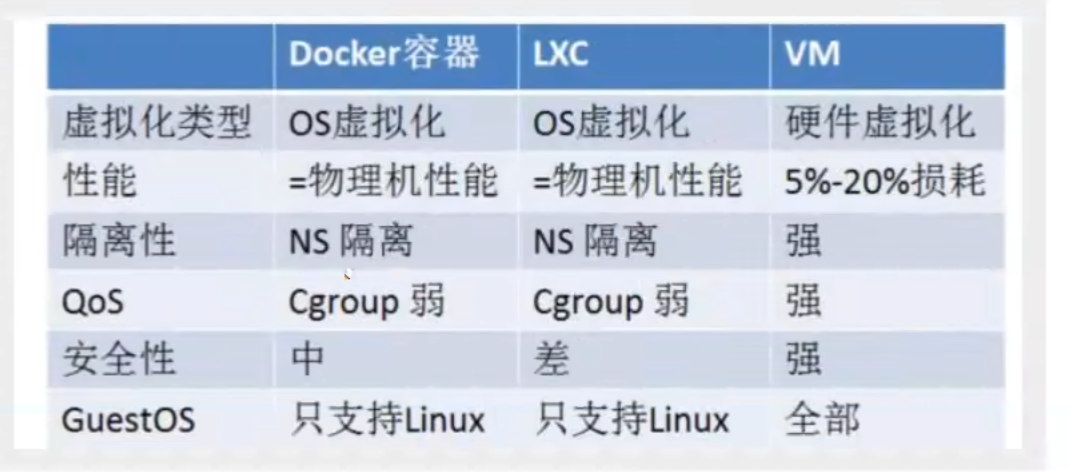 Docker容器 LXC VM
虚拟化类型 OS虚拟化 OS虚拟化 硬件虚拟化
性能 =物理机性能 =物理机性能 5%-20%损耗
隔离性 NS 隔离 NS 隔离 强
QoS Cgroup 弱 Cgroup 弱 强
安全性 中 差 强
GuestOS 只支持Linux 只支持Linux 全部